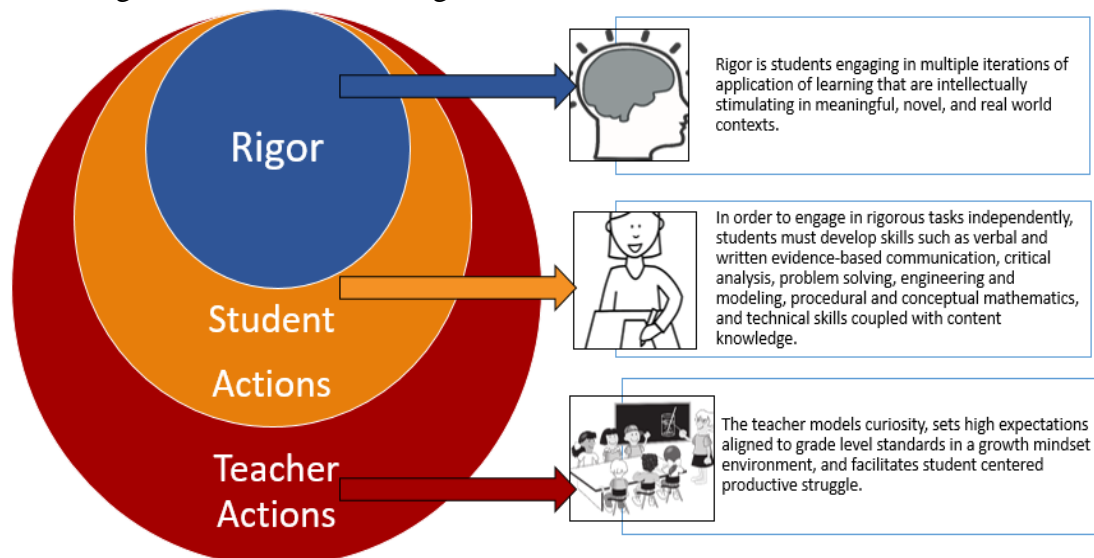 Rigor
Student
Actions
Teacher
Actions
Rigor is students engaging in multiple iterations of
application of learning that are intellectually
stimulating in meaningful, novel, and real world
contexts.
In order to engage in rigorous tasks independently,
students must develop skills such as verbal and
written evidence-based communication, critical
analysis, problem solving, engineering and
modeling, procedural and conceptual mathematics,
and technical skills coupled with content
knowledge.
The teacher models curiosity, sets high expectations
aligned to grade level standards in a growth mindset
environment, and facilitates student centered
productive struggle.